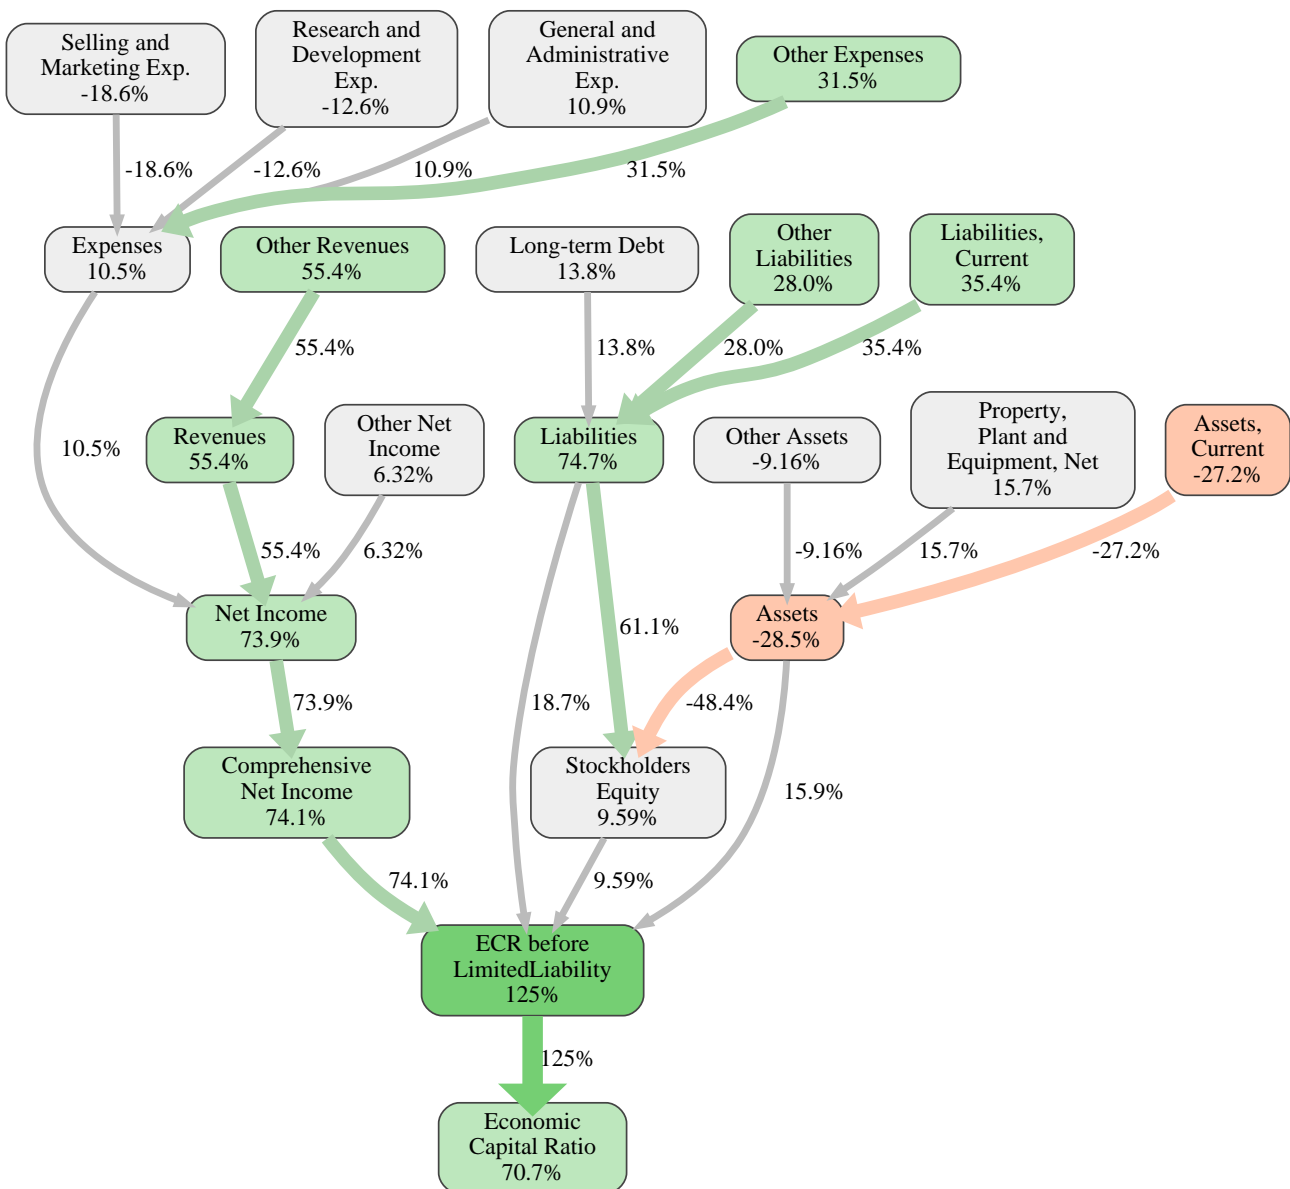 Selling and
Marketing Exp.
-18.6%
Research and
Development
Exp.
-12.6%
General and
Administrative
Exp.
10.9%
Other Expenses
31.5%
-18.6%
-12.6%
10.9%
31.5%
Expenses
10.5%
Other Revenues
55.4%
Long-term Debt
13.8%
Other
Liabilities
28.0%
Liabilities,
Current
35.4%
55.4%
13.8%
28.0%
35.4%
Revenues
55.4%
Other Net
Income
6.32%
Liabilities
74.7%
Other Assets
-9.16%
Property,
Plant and
Equipment, Net
15.7%
Assets,
Current
-27.2%
10.5%
55.4%
6.32%
-9.16%
15.7%
-27.2%
Net Income
73.9%
61.1%
Assets
-28.5%
73.9%
18.7%
-48.4%
Comprehensive
Net Income
74.1%
Stockholders
Equity
9.59%
15.9%
74.1%
9.59%
ECR before
LimitedLiability
125%
125%
Economic
Capital Ratio
70.7%